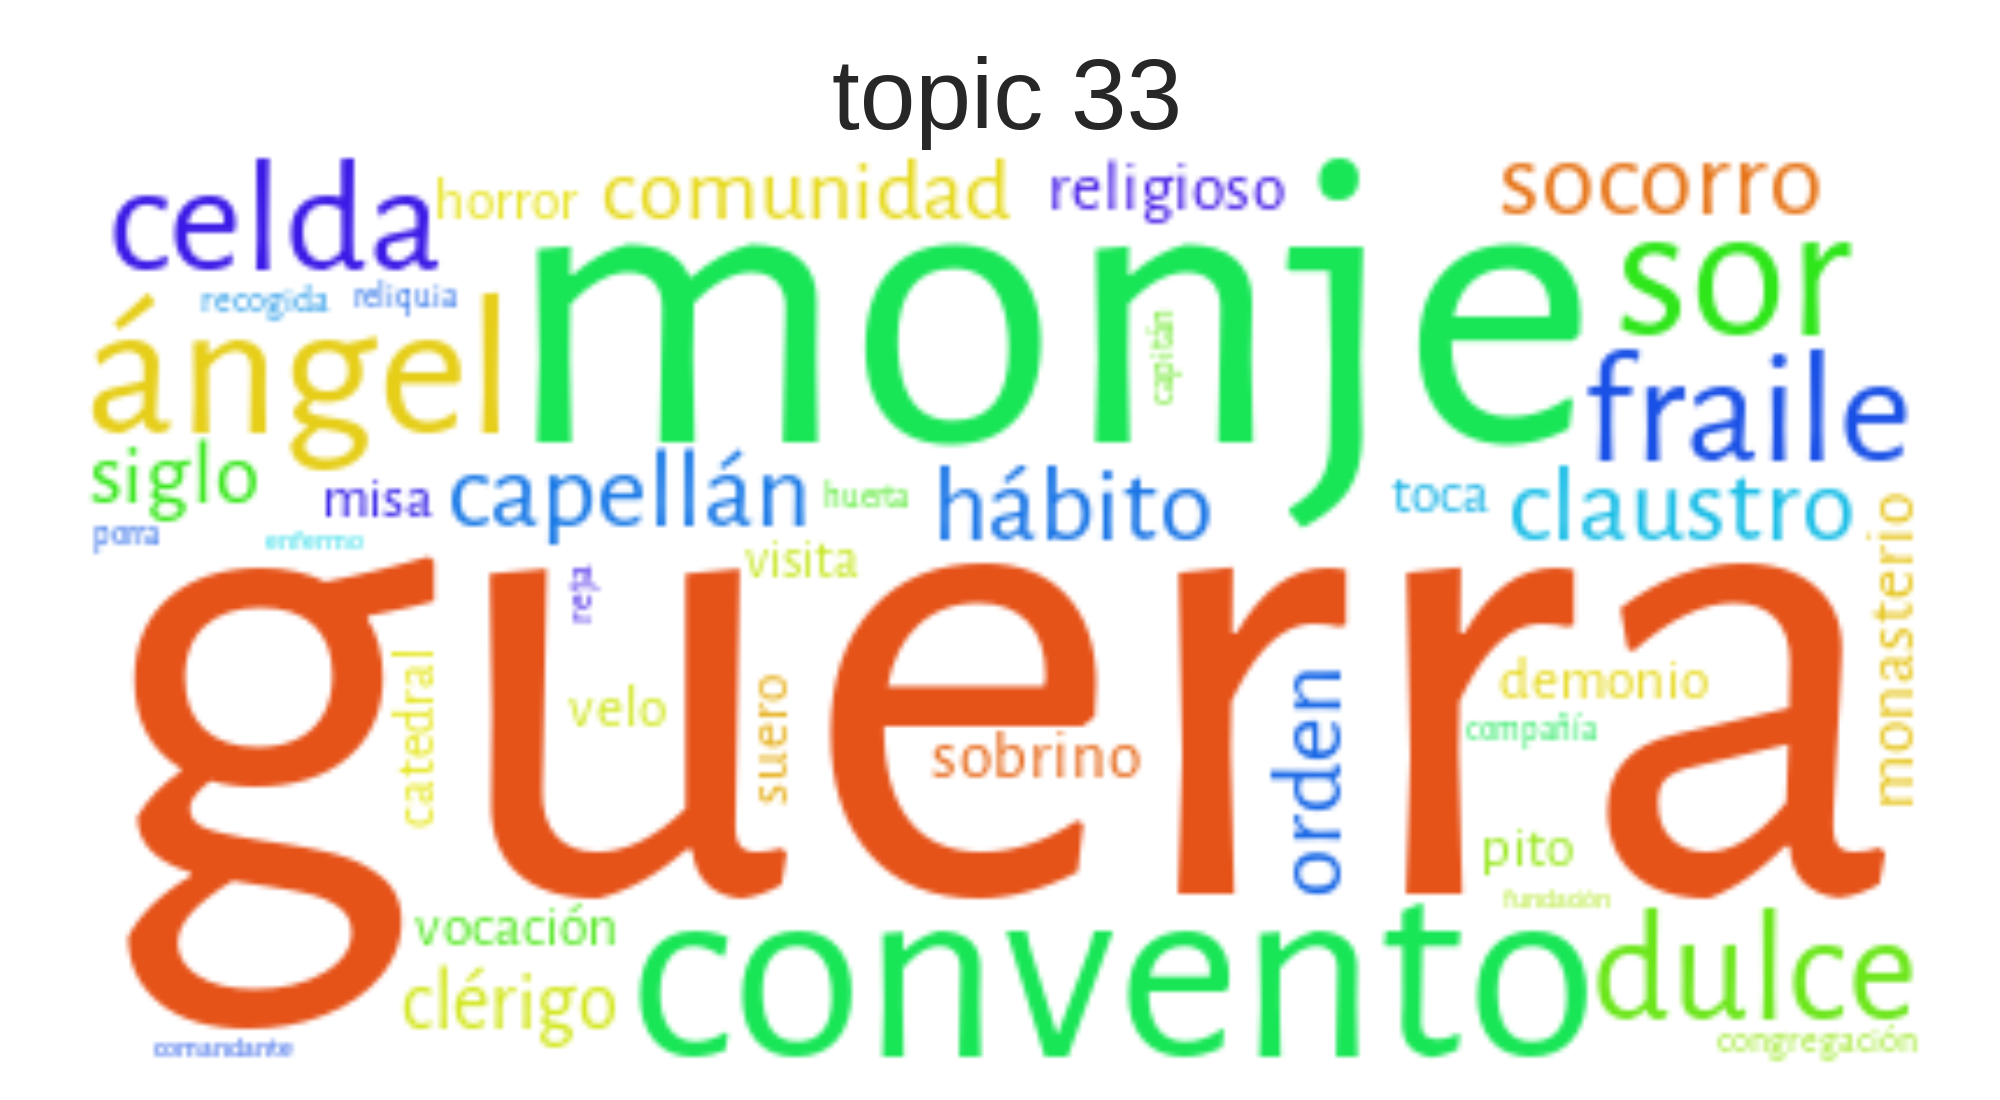 topic 33
celda
horror
comunidad
religioso
socorro
monje
sor
recogida
reliquia
ángel
capitán
fraile
siglo
misa
capellán
huerta
hábito
toca
claustro
porra
enfermo
visita
monasterio
guerra
reja
catedral
velo
suero
sobrino
orden
demonio
compañía
pito
fundación
vocación
clérigo
convento
dulce
comandante
congregación